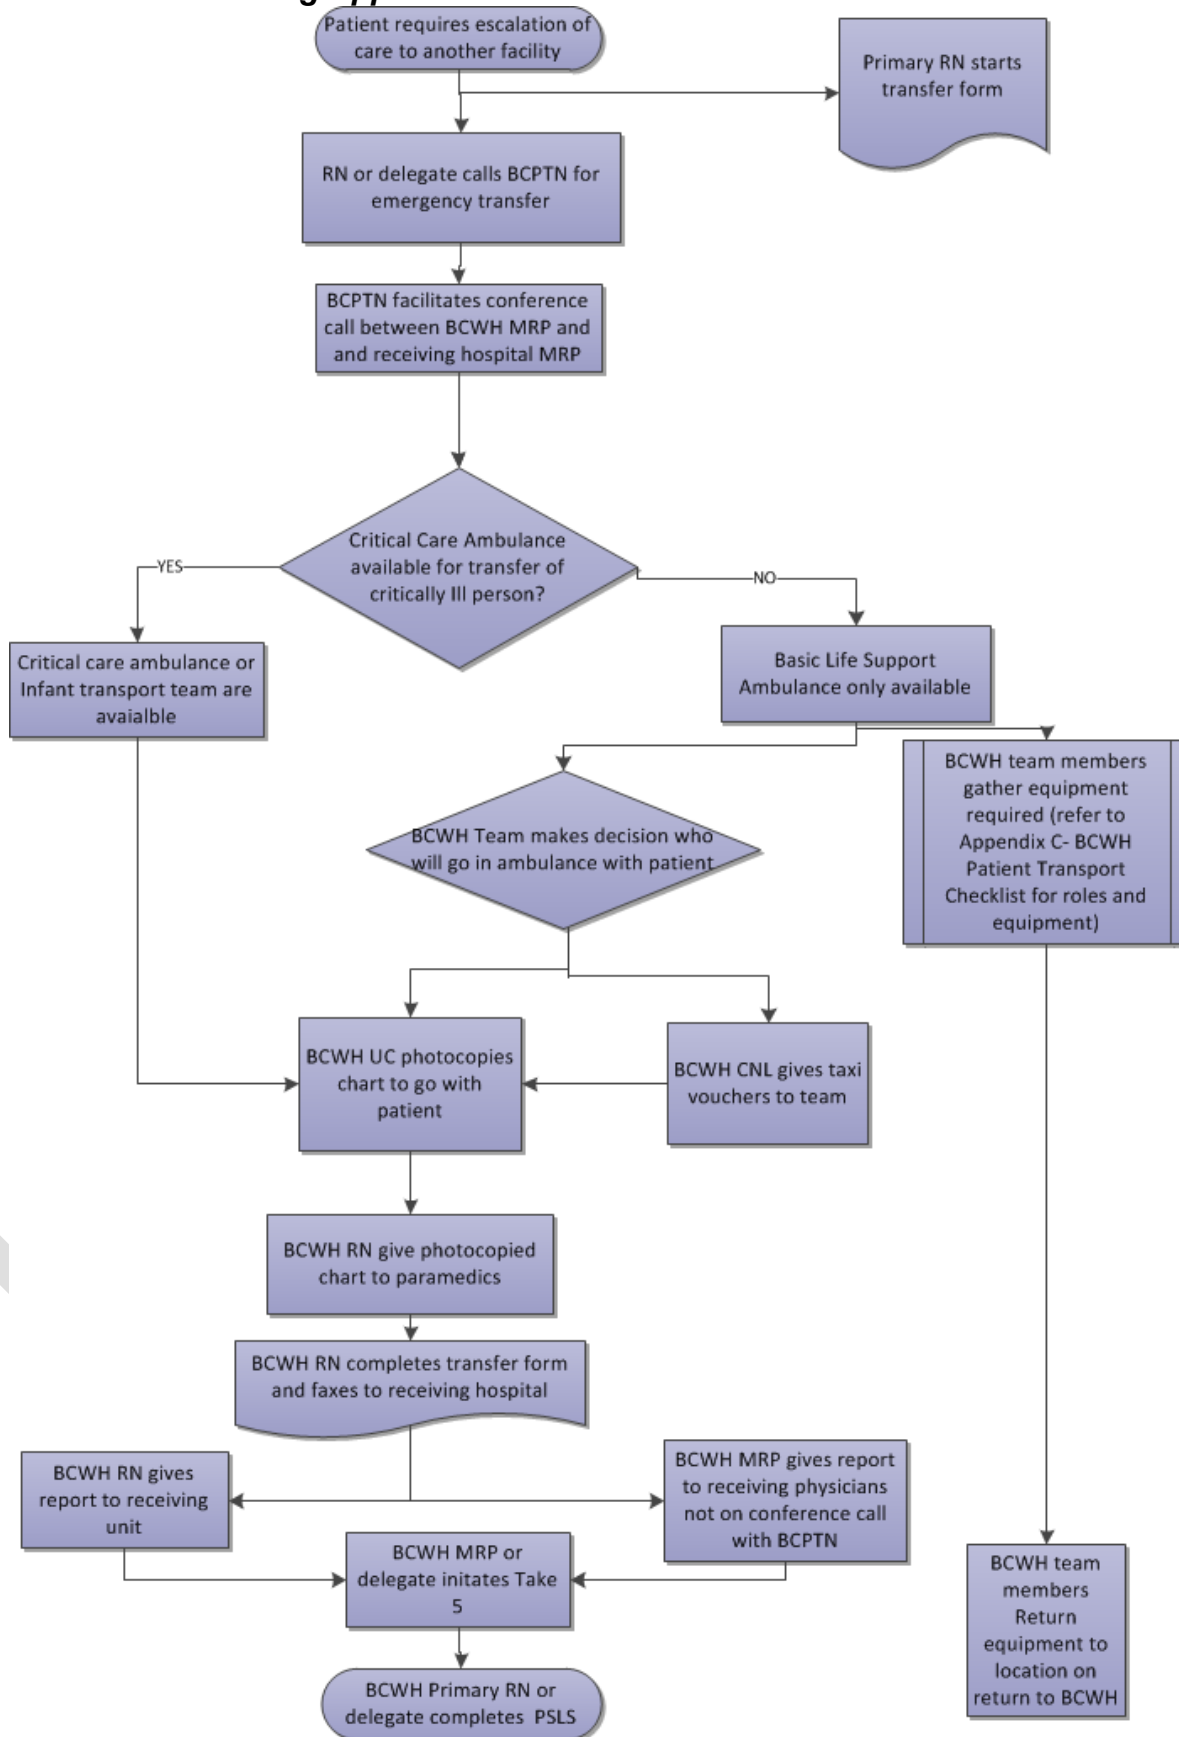 Patient requires escalation of
care to another facility
Primary RN starts
transfer form
RN or delegate calls BCPTN for
emergency transfer
BCPTN facilitates conference
call between BCWH MRP and
and receiving hospital MRP
Critical Care Ambulance
available for transfer of
critically Ill person?
YES
NO
Critical care ambulance or
Infant transport team are
avaialble
Basic Life Support
Ambulance only available
BCWH Team makes decision who
will go in ambulance with patient
BCWH team members
gather equipment
required (refer to
Appendix C- BCWH
Patient Transport
Checklist for roles and
equipment)
BCWH UC photocopies
chart to go with
patient
BCWH CNL gives taxi
vouchers to team
BCWH RN give photocopied
chart to paramedics
BCWH RN completes transfer form
and faxes to receiving hospital
BCWH RN gives
report to receiving
unit
BCWH MRP gives report
to receiving physicians
not on conference call
with BCPTN
BCWH MRP or
delegate initates Take
5
BCWH team
members
Return
equipment to
location on
return to BCWH
BCWH Primary RN or
delegate completes PSLS